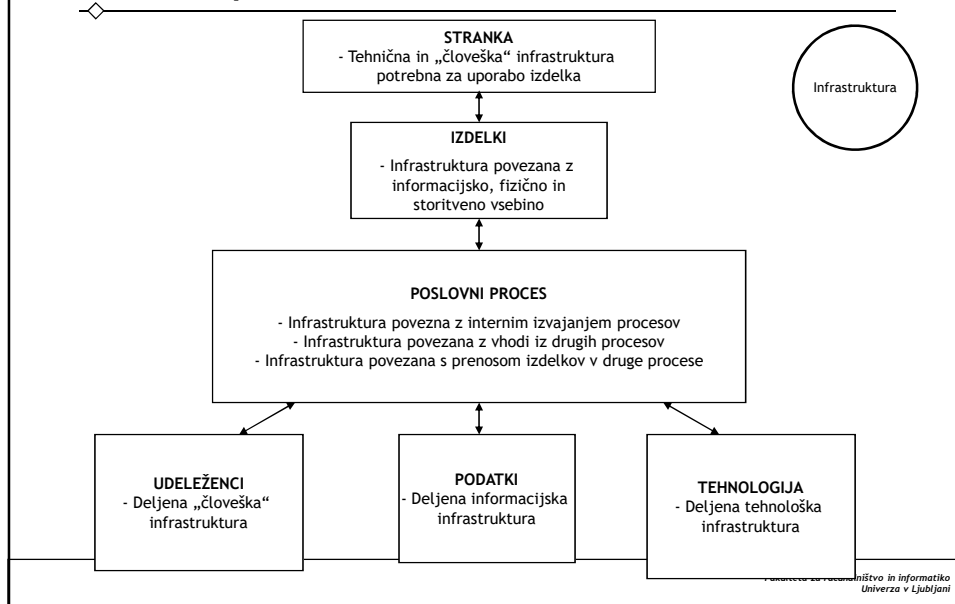 STRANKA
- Tehnična in „človeška“ infrastruktura
potrebna za uporabo izdelka
Infrastruktura
IZDELKI
- Infrastruktura povezana z
informacijsko, fizično in
storitveno vsebino
POSLOVNI PROCES
- Infrastruktura povezna z internim izvajanjem procesov
- Infrastruktura povezana z vhodi iz drugih procesov
- Infrastruktura povezana s prenosom izdelkov v druge procese
UDELEŽENCI
- Deljena „človeška“
infrastruktura
PODATKI
- Deljena informacijska
infrastruktura
TEHNOLOGIJA
- Deljena tehnološka
infrastruktura
in informatiko
Univerza v Ljubljani